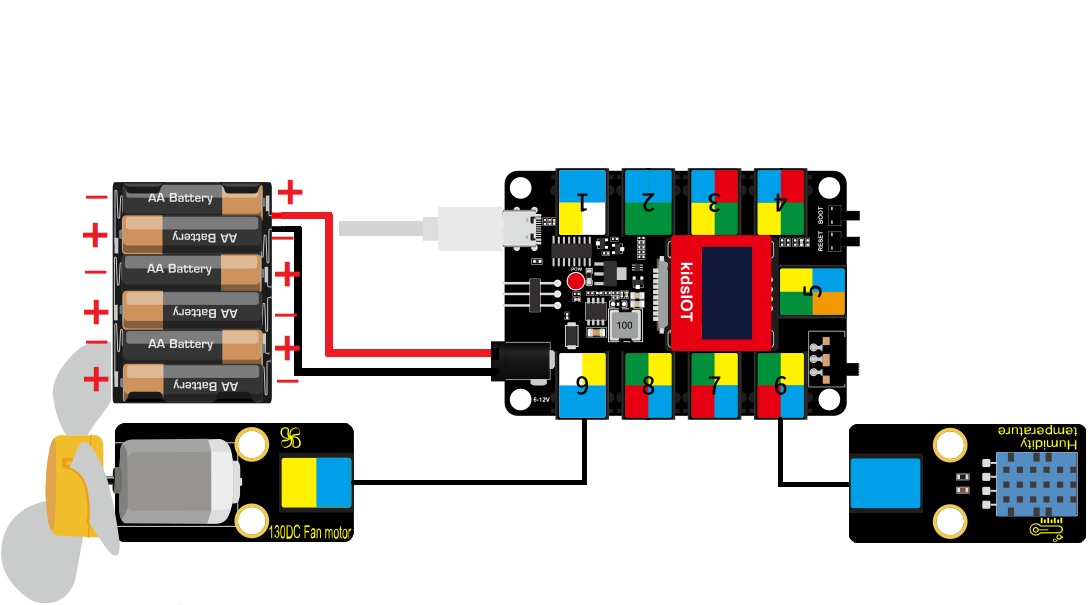 AA Battery
AA Battery
AA Battery
AA Battery
AA Battery
AA Battery
1
2
3
4
5
BOOT
RESET
POW
kidsIOT
100
6-12V
9
8
7
6
130DC Fan motor
Humidity
temperature